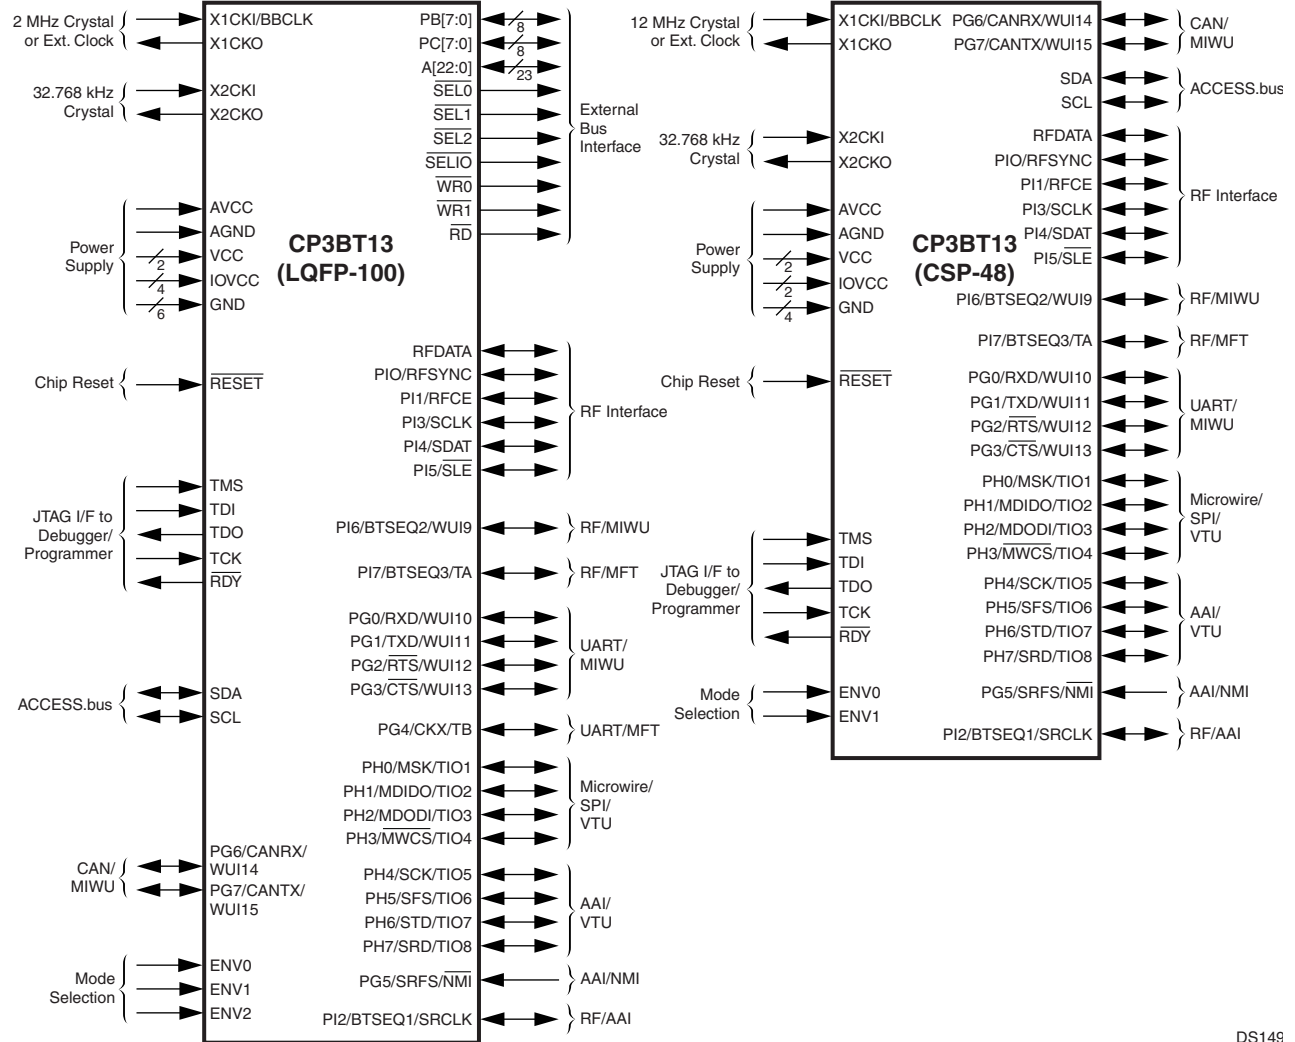 2 MHz Crystal
or Ext. Clock
X1CKI/BBCLK
X1CKO
32.768 kHz
Crystal
X2CKI
X2CKO
Power
Supply
AVCC
AGND
VCC
2
IOVCC
4
GND
6
Chip Reset
RESET
JTAG I/F to
Debugger/
Programmer
TMS
TDI
TDO
TCK
RDY
ACCESS.bus
SDA
SCL
CAN/
MIWU
PG6/CANRX/
WUI14
PG7/CANTX/
WUI15
Mode
Selection
ENV0
ENV1
ENV2
CP3BT13
(LQFP-100)
PB[7:0]
8
PC[7:0]
8
A[22:0]
23
SEL0
SEL1
SEL2
SELIO
WR0
WR1
RD
External
Bus
Interface
RFDATA
PIO/RFSYNC
PI1/RFCE
PI3/SCLK
PI4/SDAT
PI5/SLE
RF Interface
PI6/BTSEQ2/WUI9
RF/MIWU
PI7/BTSEQ3/TA
RF/MFT
PG0/RXD/WUI10
PG1/TXD/WUI11
PG2/RTS/WUI12
PG3/CTS/WUI13
UART/
MIWU
PG4/CKX/TB
UART/MFT
PH0/MSK/TIO1
PH1/MDIDO/TIO2
PH2/MDODI/TIO3
PH3/MWCS/TIO4
Microwire/
SPI/
VTU
PH4/SCK/TIO5
PH5/SFS/TIO6
PH6/STD/TIO7
PH7/SRD/TIO8
AAI/
VTU
PG5/SRFS/NMI
AAI/NMI
PI2/BTSEQ1/SRCLK
RF/AAI
12 MHz Crystal
or Ext. Clock
X1CKI/BBCLK
X1CKO
32.768 kHz
Crystal
X2CKI
X2CKO
Power
Supply
AVCC
AGND
VCC
2
IOVCC
2
GND
4
Chip Reset
RESET
JTAG I/F to
Debugger/
Programmer
TMS
TDI
TDO
TCK
RDY
Mode
Selection
ENV0
ENV1
CP3BT13
(CSP-48)
PG6/CANRX/WUI14
PG7/CANTX/WUI15
CAN/
MIWU
SDA
SCL
ACCESS.bus
RFDATA
PIO/RFSYNC
PI1/RFCE
PI3/SCLK
PI4/SDAT
PI5/SLE
RF Interface
PI6/BTSEQ2/WUI9
RF/MIWU
PI7/BTSEQ3/TA
RF/MFT
PG0/RXD/WUI10
PG1/TXD/WUI11
PG2/RTS/WUI12
PG3/CTS/WUI13
UART/
MIWU
PH0/MSK/TIO1
PH1/MDIDO/TIO2
PH2/MDODI/TIO3
PH3/MWCS/TIO4
Microwire/
SPI/
VTU
PH4/SCK/TIO5
PH5/SFS/TIO6
PH6/STD/TIO7
PH7/SRD/TIO8
AAI/
VTU
PG5/SRFS/NMI
AAI/NMI
PI2/BTSEQ1/SRCLK
RF/AAI
DS149